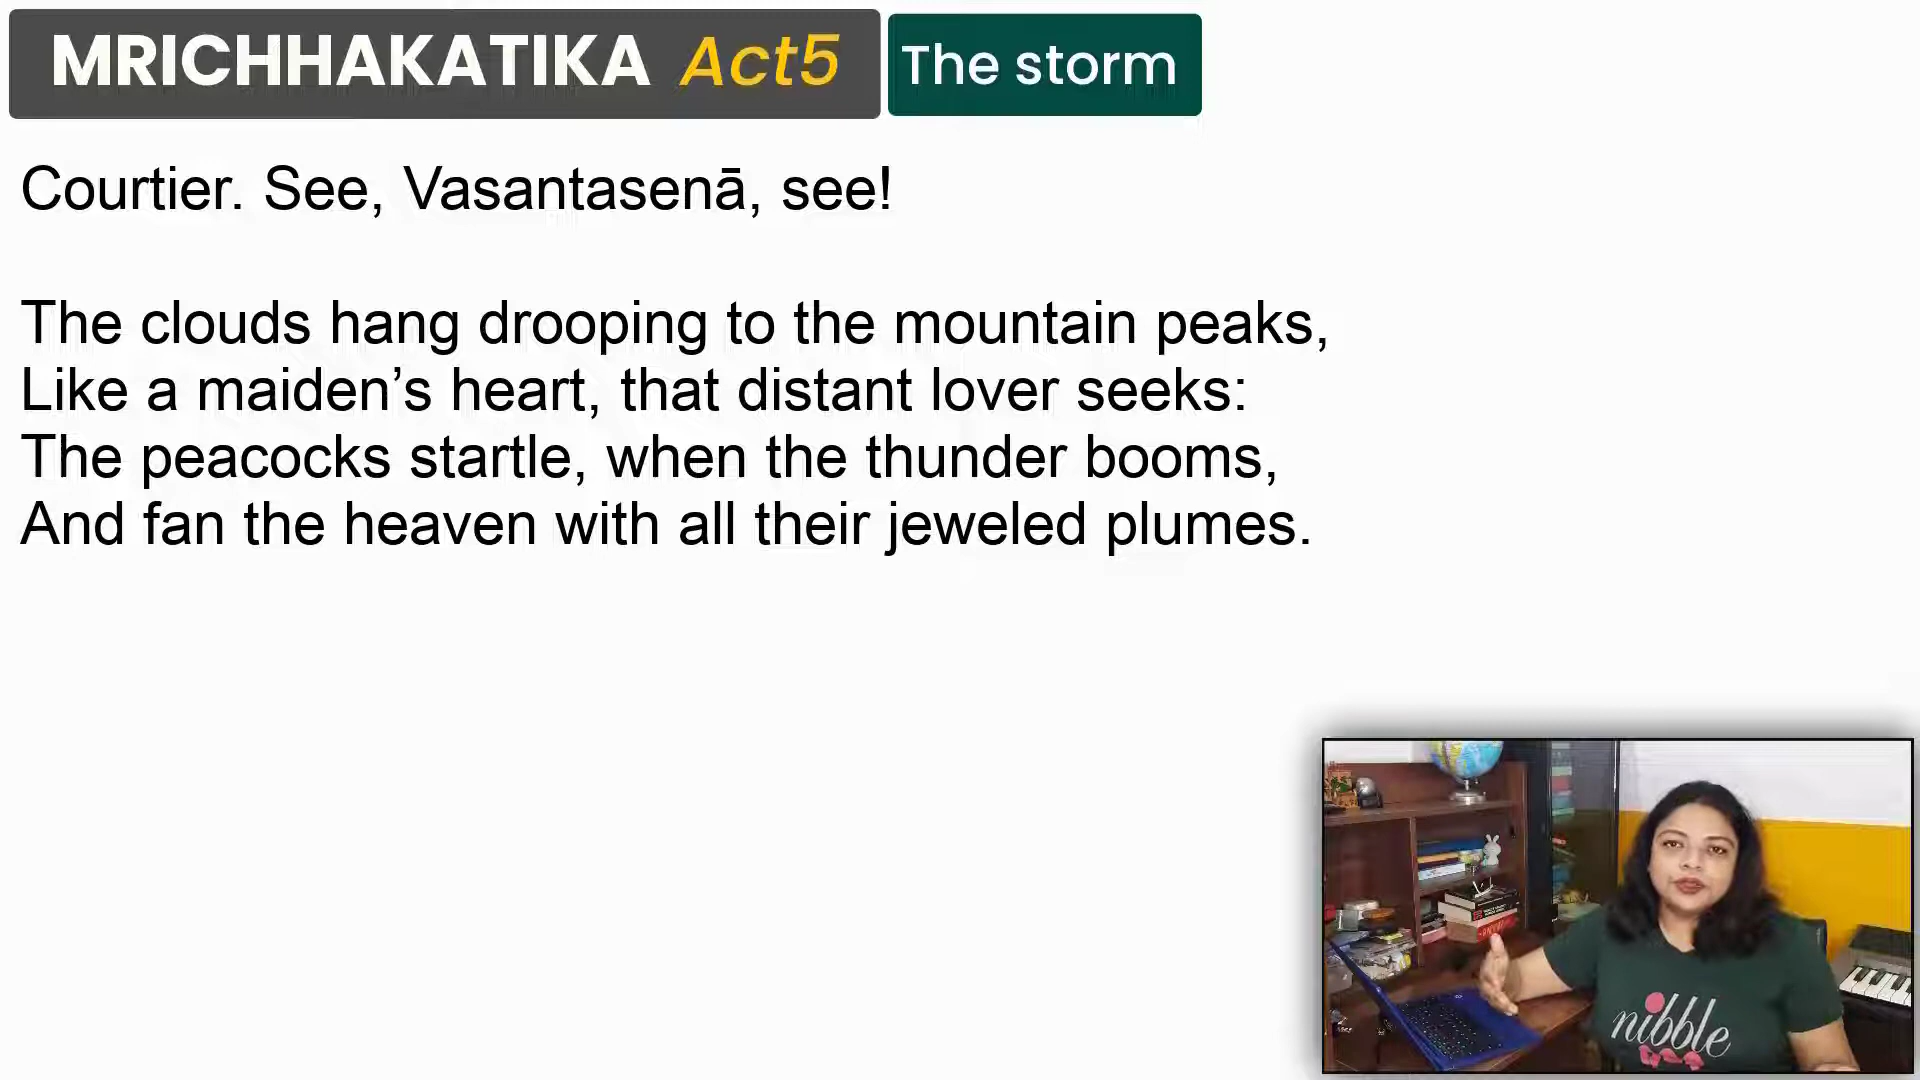 MRICHHAKATIKA Act5
The storm
Courtier. See, Vasantasenā, see!
The clouds hang drooping to the mountain peaks,
Like a maiden’s heart, that distant lover seeks:
The peacocks startle, when the thunder booms,
And fan the heaven with all their jeweled plumes.
nibble